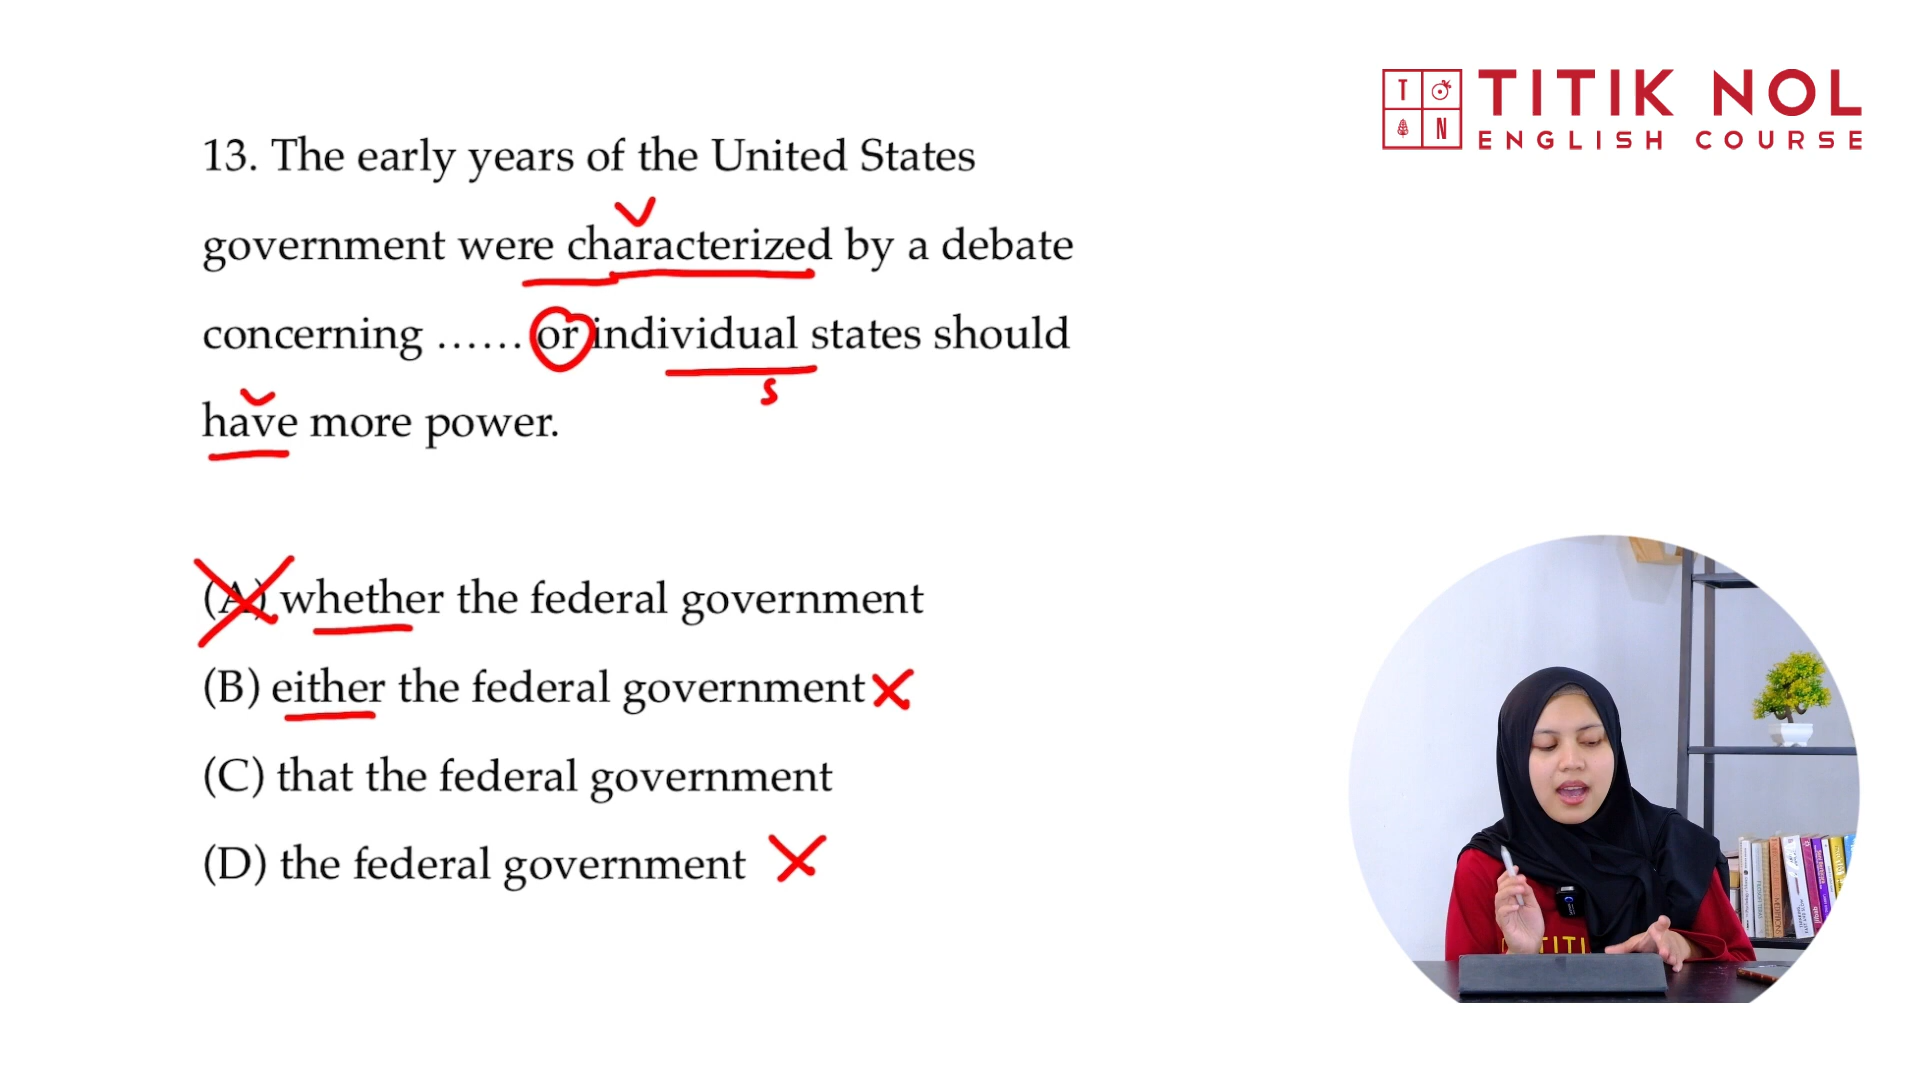 TITIK NOL
ENGLISH COURSE
T
N
13. The early years of the United States
government were characterized by a debate
concerning ...... or individual states should
s
have more power.
(A) whether the federal government
(B) either the federal government
(C) that the federal government
(D) the federal government
TITI